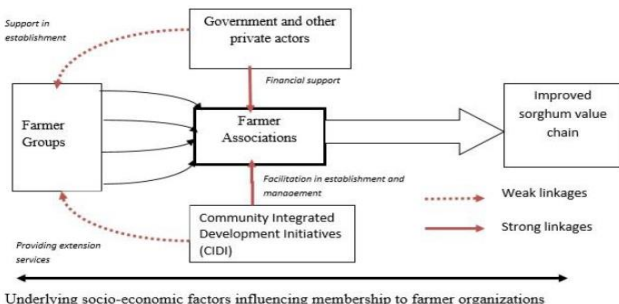 Support in
establishment
Government and other
private actors
Financial support
Farmer
Groups
Farmer
Associations
Improved
sorghum value
chain
Facilitation in establishment and
management
Weak linkages
Community Integrated
Development Initiatives
(CIDI)
Strong linkages
Providing extension
services
Underlying socio-economic factors influencing membership to farmer organizations